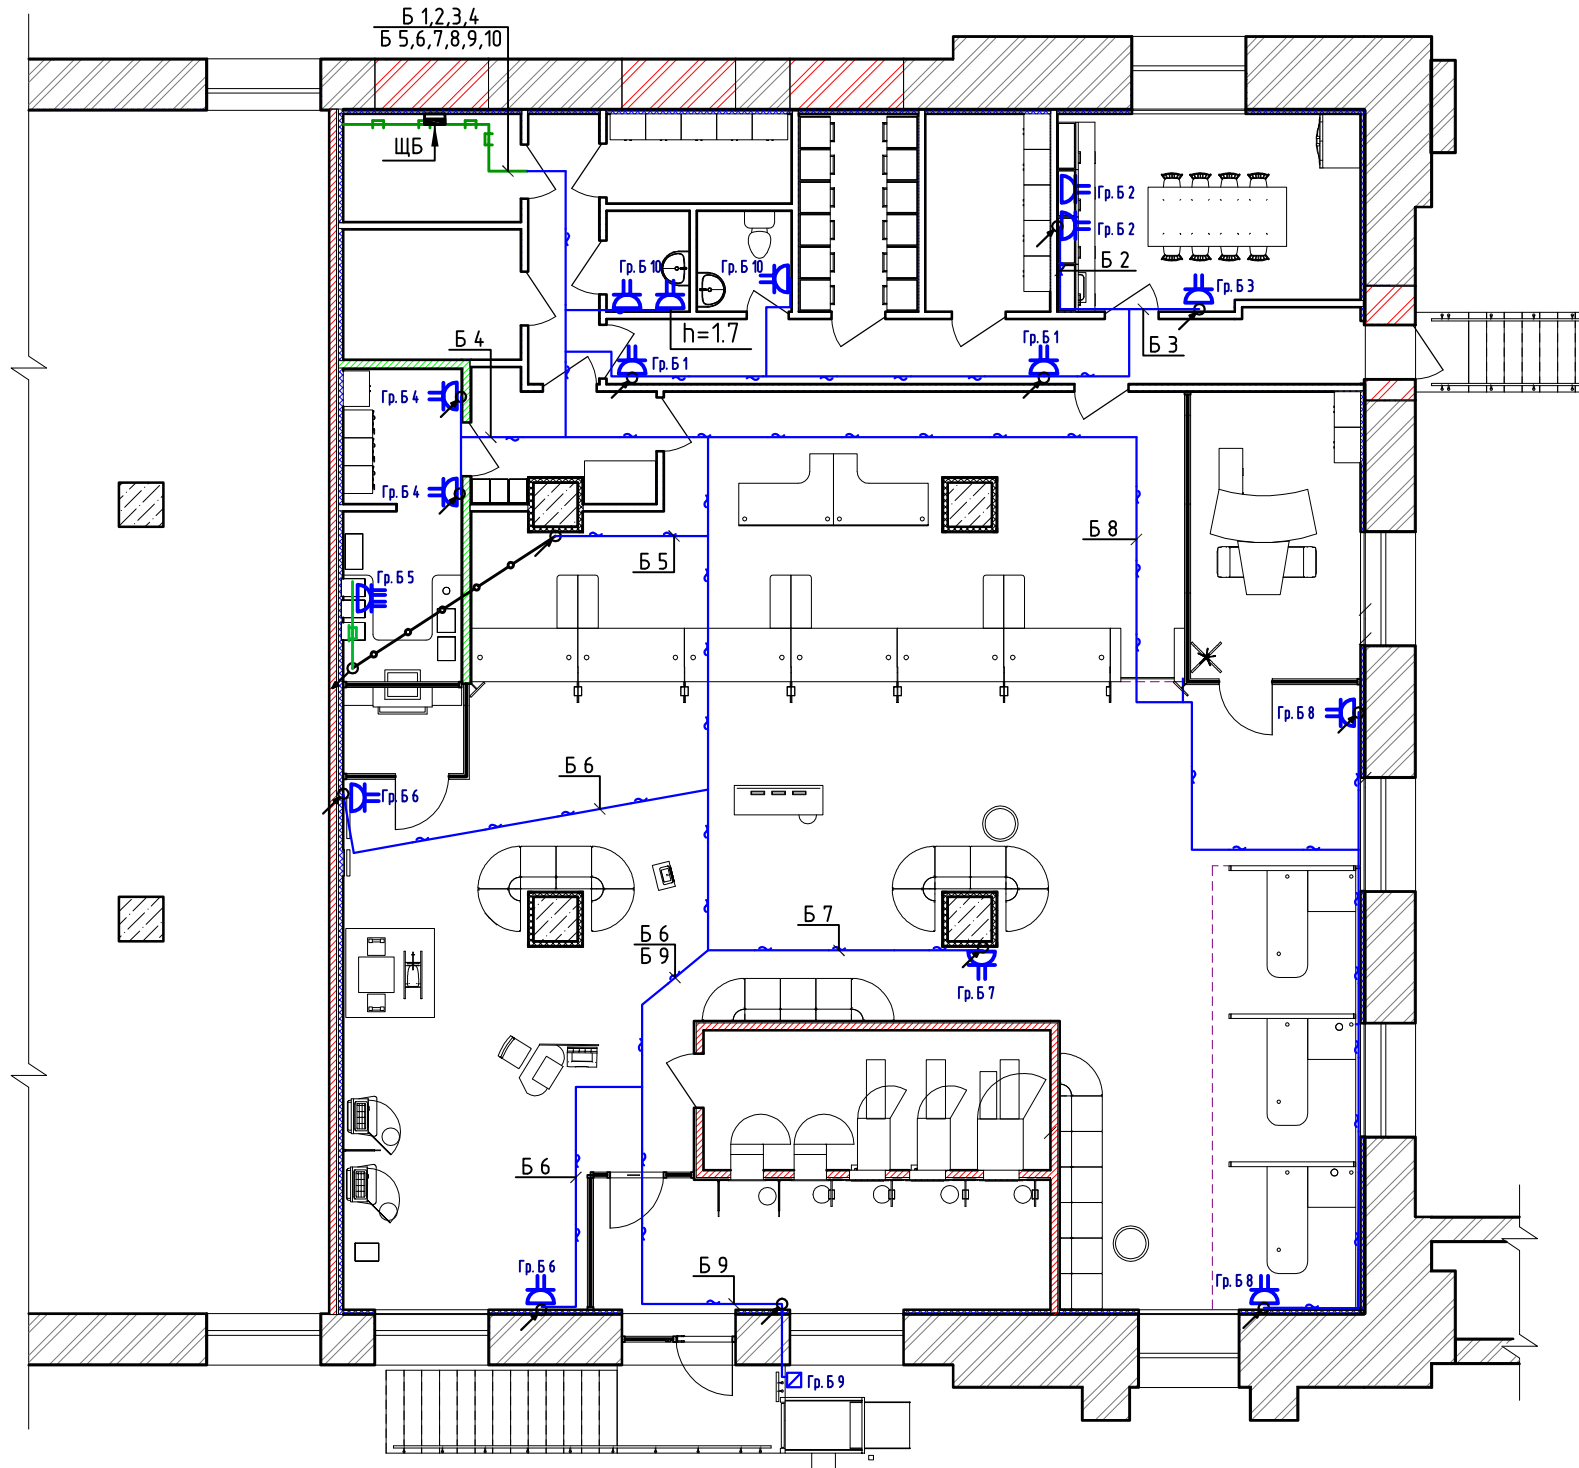 Б 1,2,3,4
Б 5,6,7,8,9,10
ЩБ
Гр. Б 2
Гр. Б 2
Б 2
Гр. Б 10
Гр. Б 10
Гр. Б 3
h=1.7
Б 4
Гр. Б 1
Гр. Б 1
Б 3
Гр. Б 4
Гр. Б 4
Б 5
Б 8
Гр. Б 5
Гр. Б 8
Б 6
Гр. Б 6
Б 7
Б 6
Б 9
Гр. Б 7
Б 6
Гр. Б 6
Б 9
Гр. Б 8
Гр. Б 9